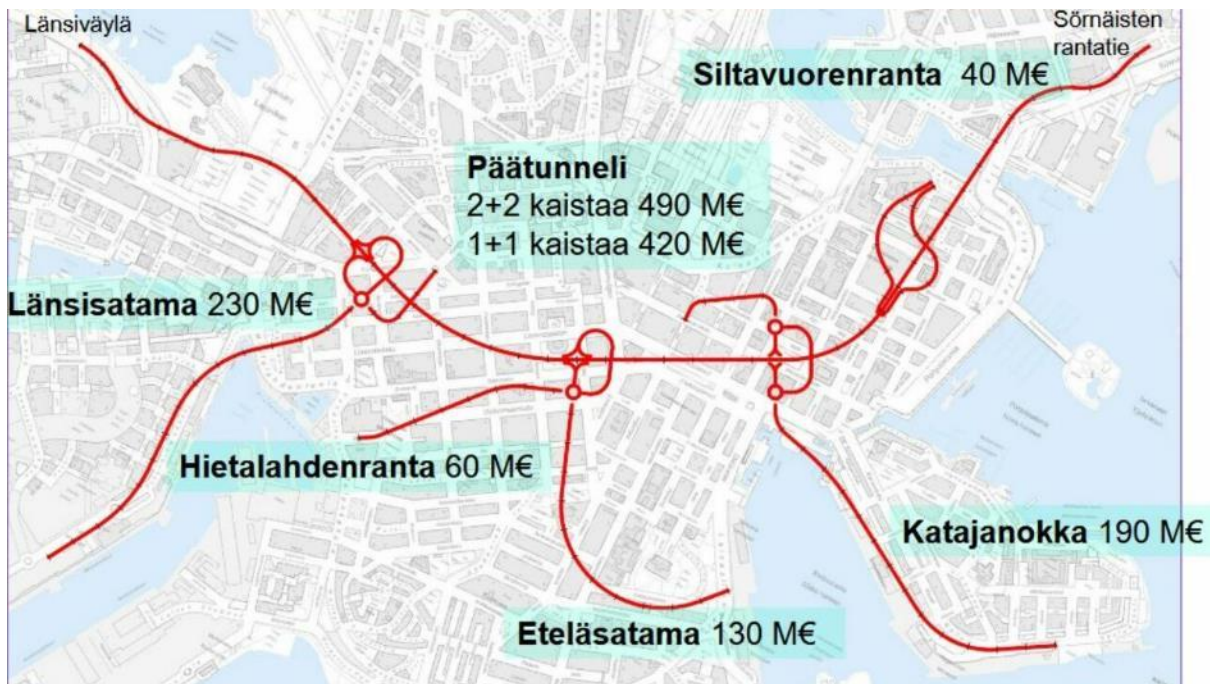 Länsiväylä
Sörnäisten
rantatie
Siltavuorenranta 40 M€
Päätunneli
2+2 kaistaa 490 M€
1+1 kaistaa 420 M€
Länsisatama 230 M€
Hietalahdenranta 60 M€
Katajanokka 190 M€
Eteläsatama 130 M€